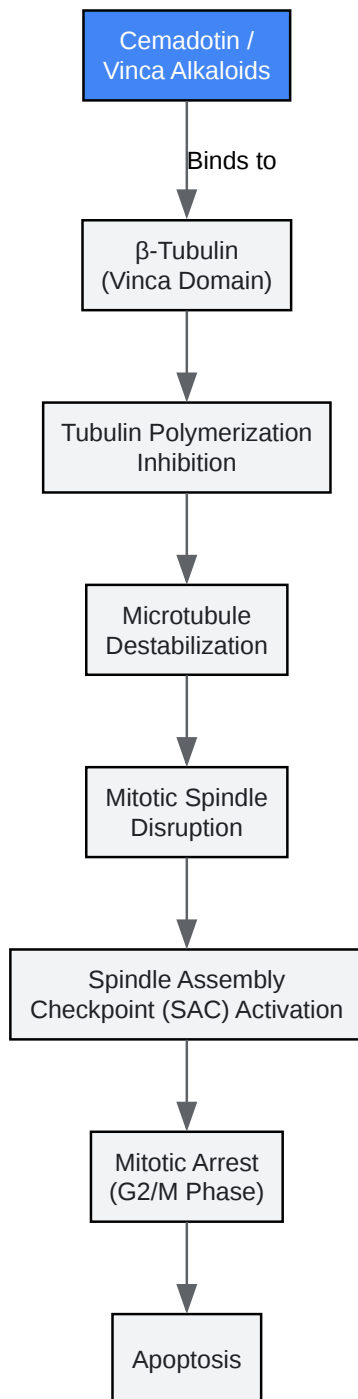 Cemadotin /
Vinca Alkaloids
Binds to
β-Tubulin
(Vinca Domain)
Tubulin Polymerization
Inhibition
Microtubule
Destabilization
Mitotic Spindle
Disruption
Spindle Assembly
Checkpoint (SAC) Activation
Mitotic Arrest
(G2/M Phase)
Apoptosis